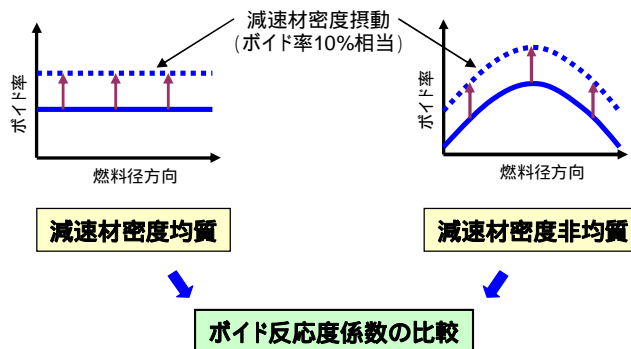 減速材密度摂動
(ボイド率10%相当)
ボイド率
燃料径方向
ボイド率
燃料径方向
減速材密度均質
減速材密度非均質
ボイド反応度係数の比較